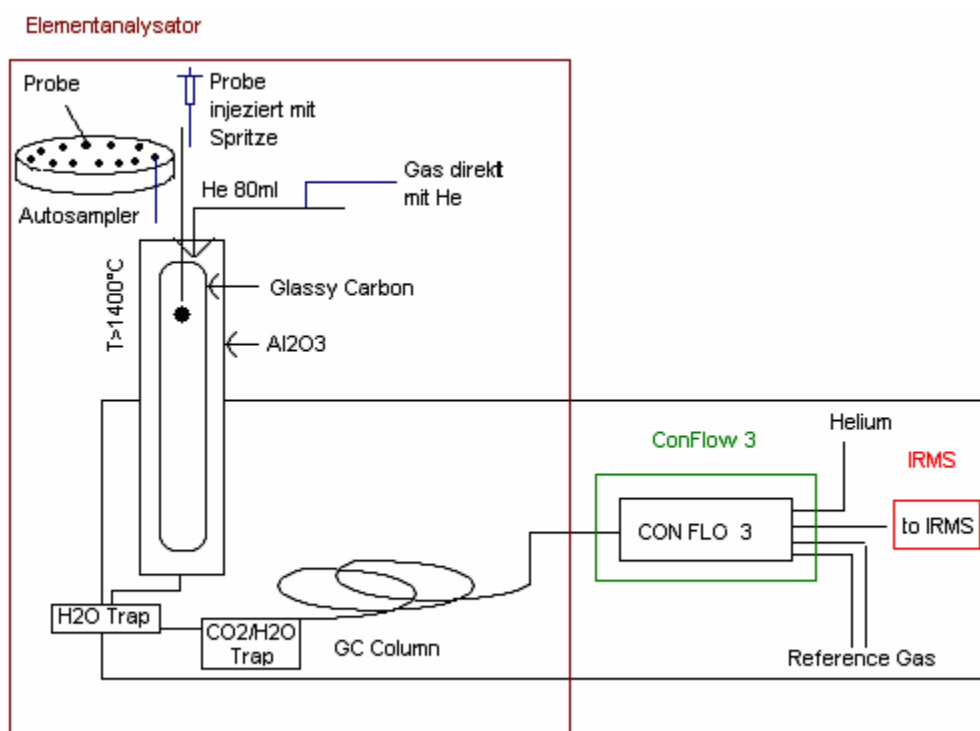 Elementanalysator
Probe
Probe
injeziert mit
Spritze
Gas direkt
mit He
He 80ml
Autosampler
T>1400°C
Glassy Carbon
Al2O3
Helium
ConFlow 3
IRMS
CON FLO 3
to IRMS
H2O Trap
CO2/H2O
Trap
GC Column
Reference Gas